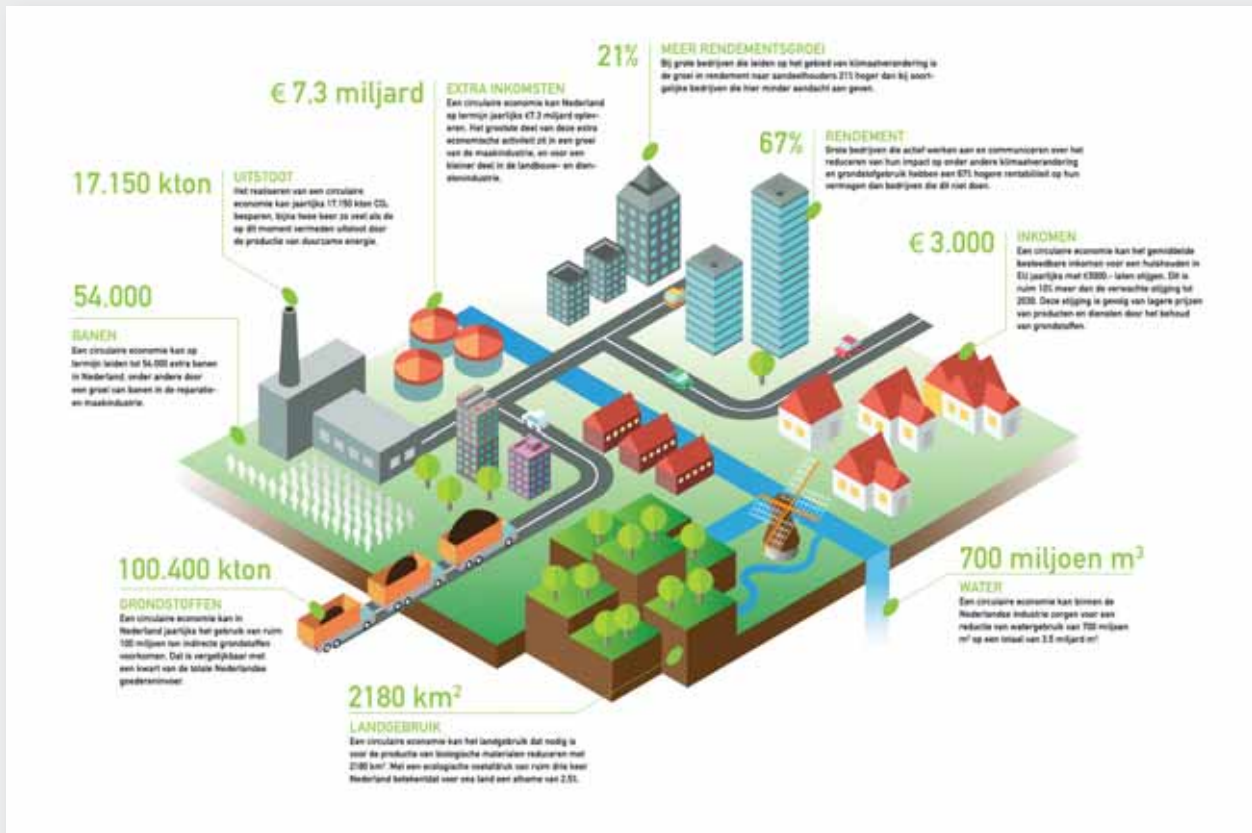 21%
MEER RENDEMENTSGROEI
Bij grote bedrijven die leiden op het gebied van klimaatverandering is
de groei in rendement naar aandeelhouders 21% hoger dan bij soort-
gelijke bedrijven die hier minder aandacht aan geven.
€ 7,3 miljard
EXTRA INKOMSTEN
Een circulaire economie kan Nederland
op termijn jaarlijks €7.3 miljard oplev-
eren. Het grootste deel van deze extra
economische activiteit zit in een groei
van de maakindustrie, en voor een
kleiner deel in de landbouw- en dien-
stenindustrie.
67%
RENDEMENT
Grote bedrijven die actief werken aan en communiceren over het
reduceren van hun impact op onder andere klimaatverandering
en grondstofgebruik hebben een 67% hogere rentabiliteit op hun
vermogen dan bedrijven die dit niet doen.
17.150 kton
UITSTOOT
Het realiseren van een circulaire
economie kan jaarlijks 17.150 kton CO₂
besparen, bijna twee keer zo veel als de
op dit moment vermeden uitstoot door
de productie van duurzame energie.
€ 3.000
INKOMEN
Een circulaire economie kan het gemiddelde
besteedbare inkomen voor een huishouden in
EU jaarlijks met €3000,- laten stijgen. Dit is
ruim 10% meer dan de verwachte stijging tot
2030. Deze stijging is gevolg van lagere prijzen
van producten en diensten door het behoud
van grondstoffen.
54.000
BANEN
Een circulaire economie kan op
termijn leiden tot 54.000 extra banen
in Nederland, onder andere door
een groei van banen in de reparatie-
en maakindustrie.
100.400 kton
GRONDSTOFFEN
Een circulaire economie kan in
Nederland jaarlijks het gebruik van ruim
100 miljoen ton indirecte grondstoffen
voorkomen. Dat is vergelijkbaar met
een kwart van de totale Nederlandse
goedereninvoer.
700 miljoen m³
WATER
Een circulaire economie kan binnen de
Nederlandse industrie zorgen voor een
reductie van watergebruik van 700 miljoen
m³ op een totaal van 3.5 miljard m³
2180 km²
LANDGEBRUIK
Een circulaire economie kan het landgebruik dat nodig is
voor de productie van biologische materialen reduceren met
2180 km². Met een ecologische voetafdruk van ruim drie keer
Nederland betekentdat voor ons land een afname van 2.5%.